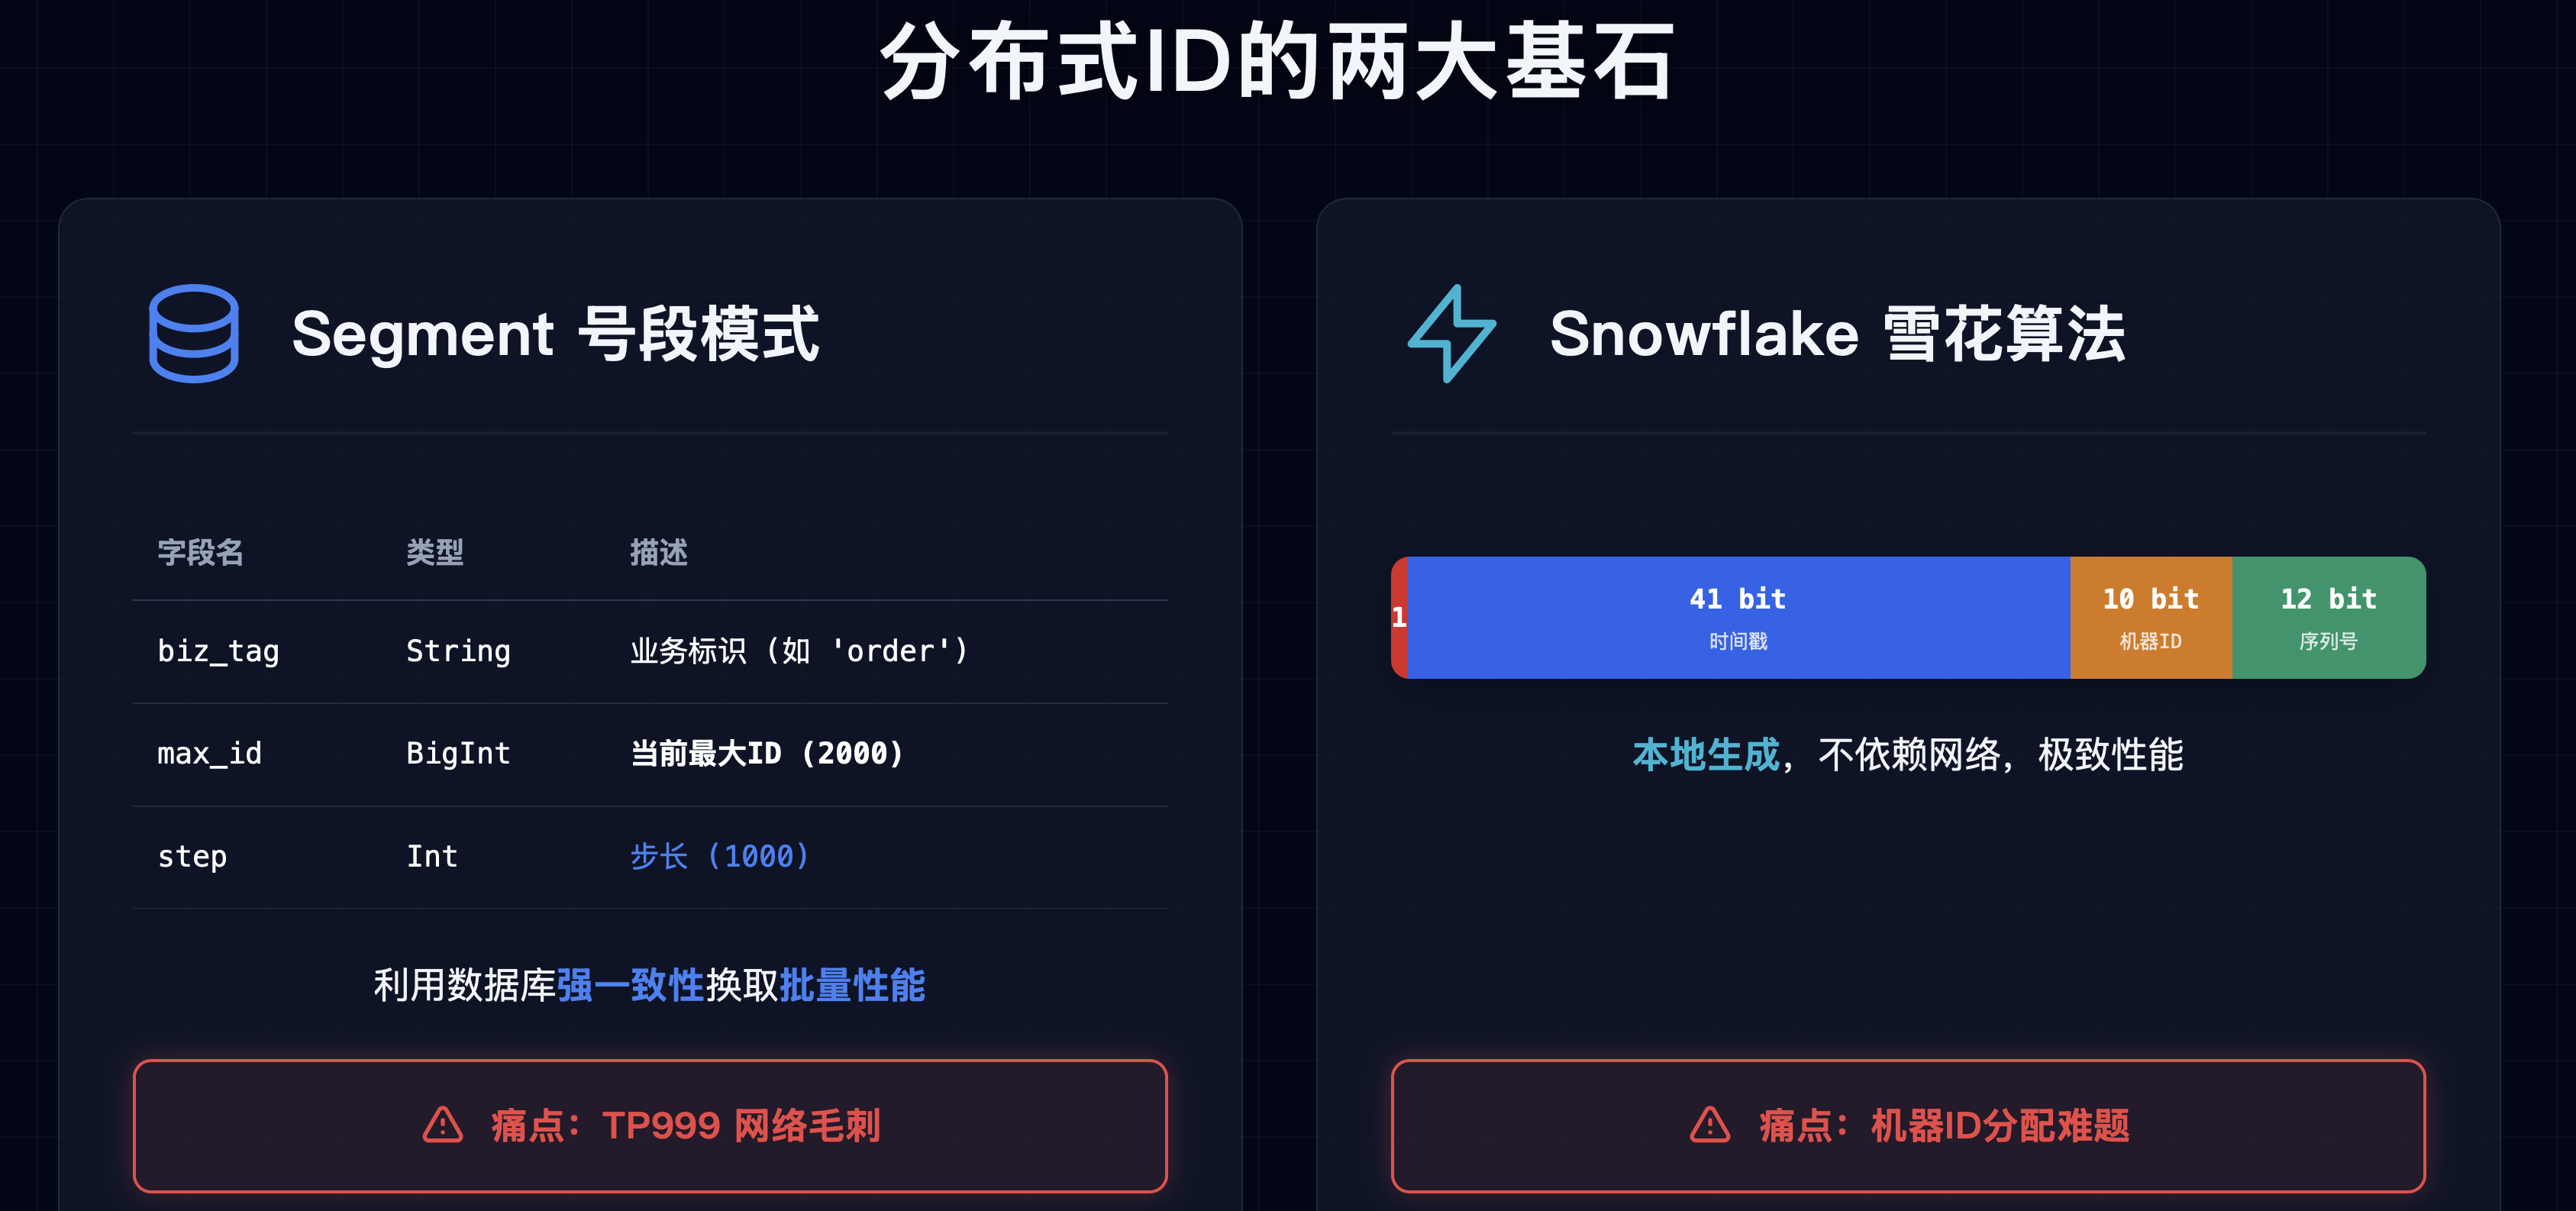 分布式ID的两大基石
Segment 号段模式
字段名 类型 描述
biz_tag String 业务标识 (如 'order')
max_id BigInt 当前最大ID (2000)
step Int 步长 (1000)
利用数据库强一致性换取批量性能
痛点：TP999 网络毛刺
Snowflake 雪花算法
1
41 bit
时间戳
10 bit
机器ID
12 bit
序列号
本地生成，不依赖网络，极致性能
痛点：机器ID分配难题